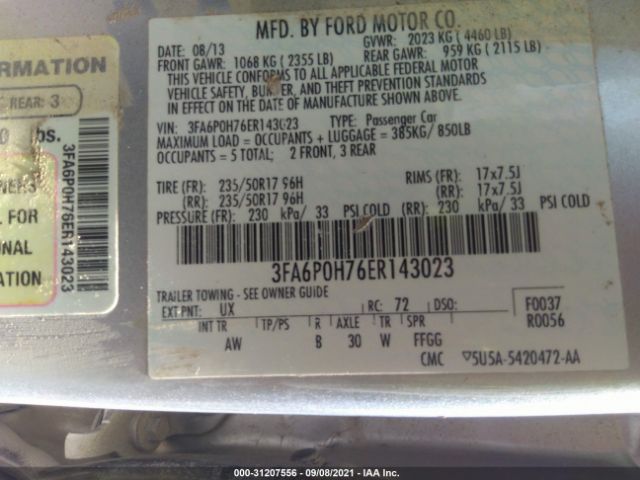 MFD. BY FORD MOTOR CO.
DATE: 08/13 GVWR: 2023 KG ( 4460 LB)
FRONT GAWR: 1068 KG ( 2355 LB) REAR GAWR: 959 KG ( 2115 LB)
THIS VEHICLE CONFORMS TO ALL APPLICABLE FEDERAL MOTOR
VEHICLE SAFETY, BUMPER, AND THEFT PREVENTION STANDARDS
IN EFFECT ON THE DATE OF MANUFACTURE SHOWN ABOVE.
VIN: 3FA6P0H76ER143023 TYPE: Passenger Car
MAXIMUM LOAD = OCCUPANTS + LUGGAGE = 385KG/ 850LB
OCCUPANTS = 5 TOTAL; 2 FRONT, 3 REAR
TIRE (FR): 235/50R17 96H RIMS (FR): 17x7.5J
(RR): 235/50R17 96H (RR): 17x7.5J
PRESSURE (FR): 230 kPa/ 33 PSI COLD (RR): 230 kPa/ 33 PSI COLD
3FA6P0H76ER143023
TRAILER TOWING - SEE OWNER GUIDE
EXT PNT: UX RC: 72 DSO: F0037
R0056
INT TR TP/PS R AXLE TR SPR
AW B 30 W FFGG
CMC 5U5A-5420472-AA
RMATION
REAR: 3
lbs.
3FA6P0H76ER143023
L FOR
NAL
ATION
000-31207556 - 09/08/2021 - IAA Inc.